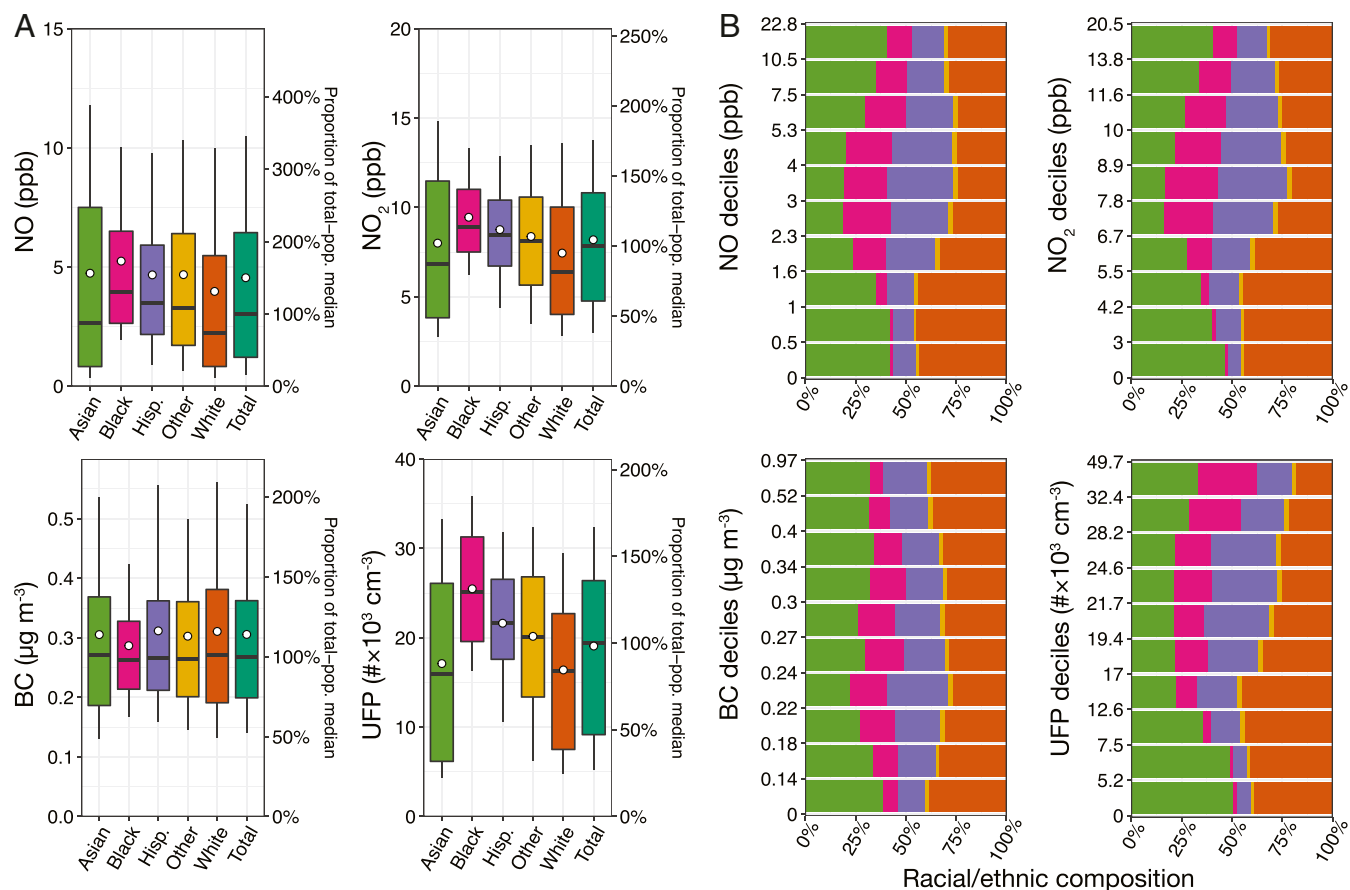 A
NO (ppb)
15
10
5
0
400%
300%
200%
100%
0%
Proportion of total−pop. median
Asian
Black
Hisp.
Other
White
Total
NO2 (ppb)
20
15
10
5
0
250%
200%
150%
100%
50%
0%
Proportion of total−pop. median
Asian
Black
Hisp.
Other
White
Total
BC (µg m-3)
0.5
0.4
0.3
0.2
0.1
0.0
200%
150%
100%
50%
0%
Proportion of total−pop. median
Asian
Black
Hisp.
Other
White
Total
UFP (#×10³ cm-3)
40
30
20
10
0
200%
150%
100%
50%
0%
Proportion of total−pop. median
Asian
Black
Hisp.
Other
White
Total
B
NO deciles (ppb)
22.8
10.5
7.5
5.3
4
3
2.3
1.6
1
0.5
0
0%
25%
50%
75%
100%
NO2 deciles (ppb)
20.5
13.8
11.6
10
8.9
7.8
6.7
5.5
4.2
3
0
0%
25%
50%
75%
100%
BC deciles (µg m-3)
0.97
0.52
0.4
0.34
0.3
0.27
0.24
0.22
0.18
0.14
0
0%
25%
50%
75%
100%
UFP deciles (#×10³ cm-3)
49.7
32.4
28.2
24.6
21.7
19.4
17
12.6
7.5
5.2
0
0%
25%
50%
75%
100%
Racial/ethnic composition